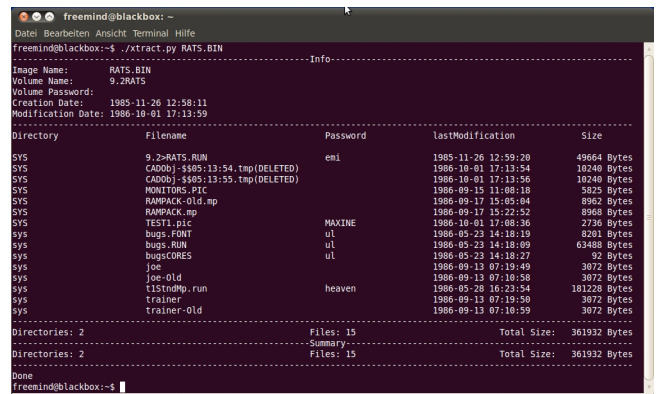 freemind@blackbox: ~
Datei Bearbeiten Ansicht Terminal Hilfe
freemind@blackbox:~$ ./xtract.py RATS.BIN
------------------------------------------------------------Info------------------------------------------------------------
Image Name: RATS.BIN
Volume Name: 9.2RATS
Volume Password:
Creation Date: 1985-11-26 12:58:11
Modification Date: 1986-10-01 17:13:59
Directory Filename Password lastModification Size
SYS 9.2>RATS.RUN emi 1985-11-26 12:59:20 49664 Bytes
SYS CADObj-$$05:13:54.tmp(DELETED) 1986-10-01 17:13:54 10240 Bytes
SYS CADObj-$$05:13:55.tmp(DELETED) 1986-10-01 17:13:56 10240 Bytes
SYS MONITORS.PIC 1986-09-15 11:08:18 5825 Bytes
SYS RAMPACK-Old.mp 1986-09-17 15:05:04 8962 Bytes
SYS RAMPACK.mp 1986-09-17 15:22:52 8968 Bytes
SYS TEST1.pic MAXINE 1986-10-01 17:08:36 2736 Bytes
sys bugs.FONT ul 1986-05-23 14:18:19 8201 Bytes
sys bugs.RUN ul 1986-05-23 14:18:09 63488 Bytes
sys bugsCORES ul 1986-05-23 14:18:27 92 Bytes
sys joe 1986-09-13 07:19:49 3072 Bytes
sys joe-Old 1986-09-13 07:10:58 3072 Bytes
sys t1StndMp.run heaven 1986-05-28 16:23:54 181228 Bytes
sys trainer 1986-09-13 07:19:50 3072 Bytes
sys trainer-Old 1986-09-13 07:10:59 3072 Bytes
Directories: 2 Files: 15 Total Size: 361932 Bytes
------------------------------------------------------------Summary------------------------------------------------------------
Directories: 2 Files: 15 Total Size: 361932 Bytes
Done
freemind@blackbox:~$